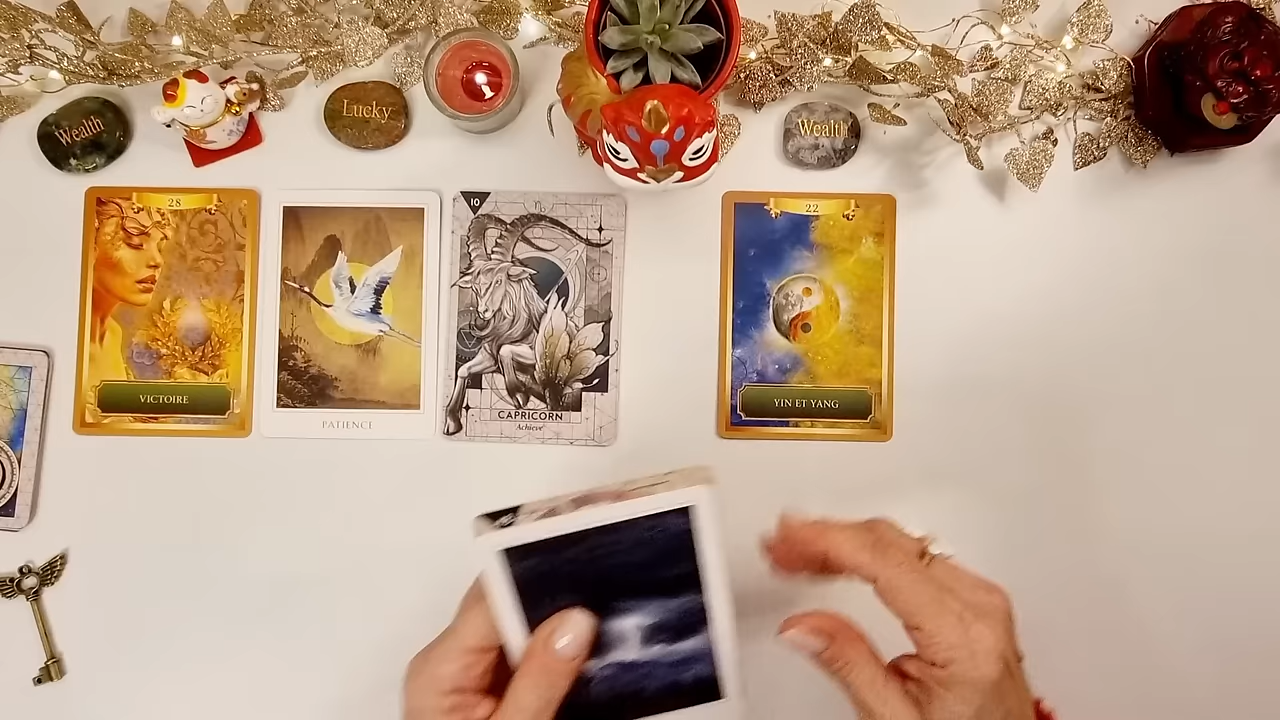 Wealth
Lucky
Wealth
28
VICTOIRE
PATIENCE
10
CAPRICORN
Achieve
22
YIN ET YANG